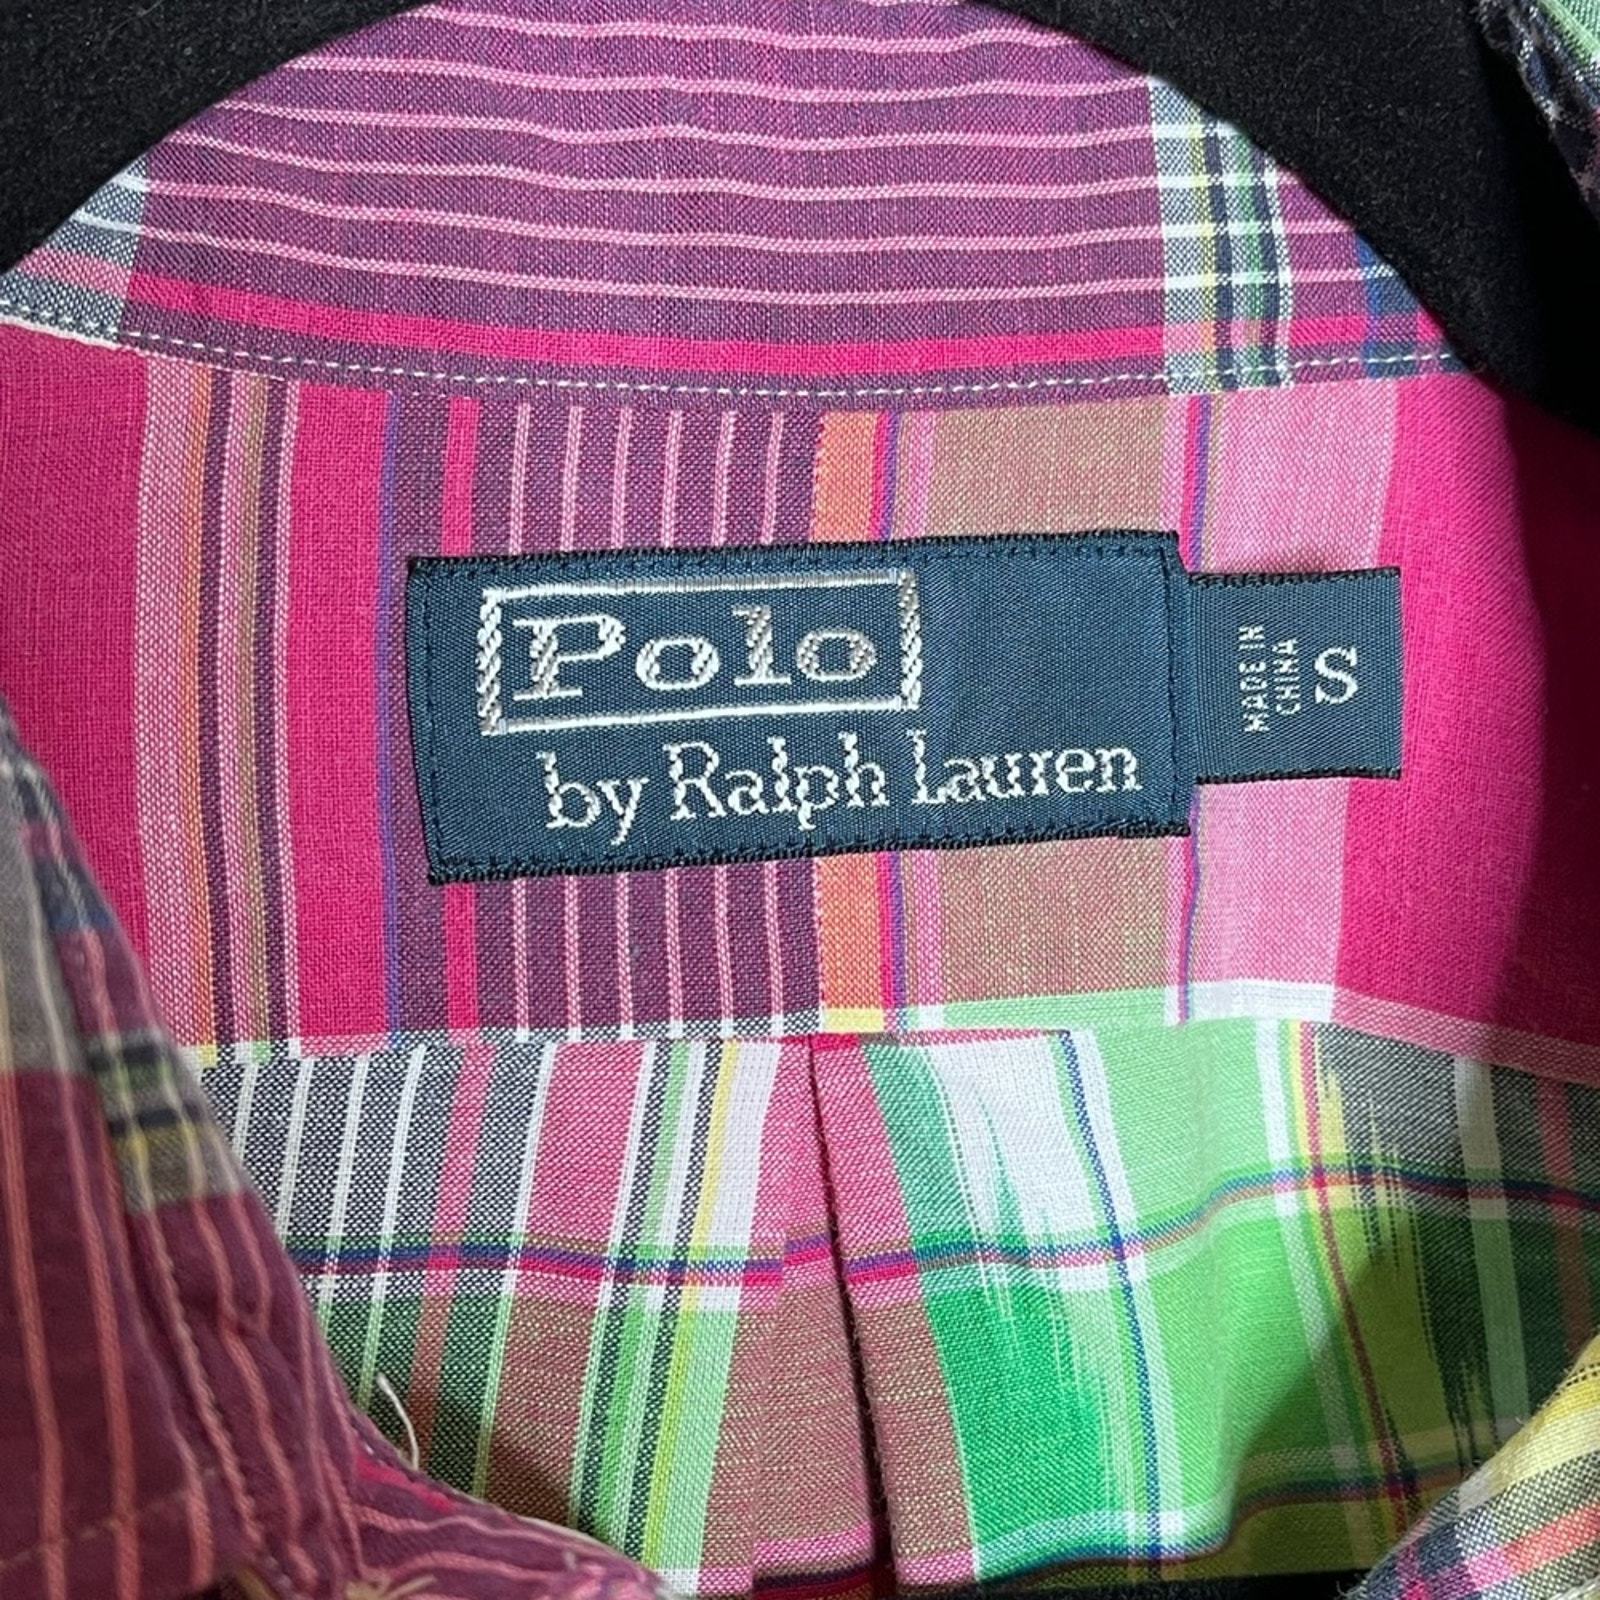 Polo
by Ralph Lauren
MADE IN
CHINA
S